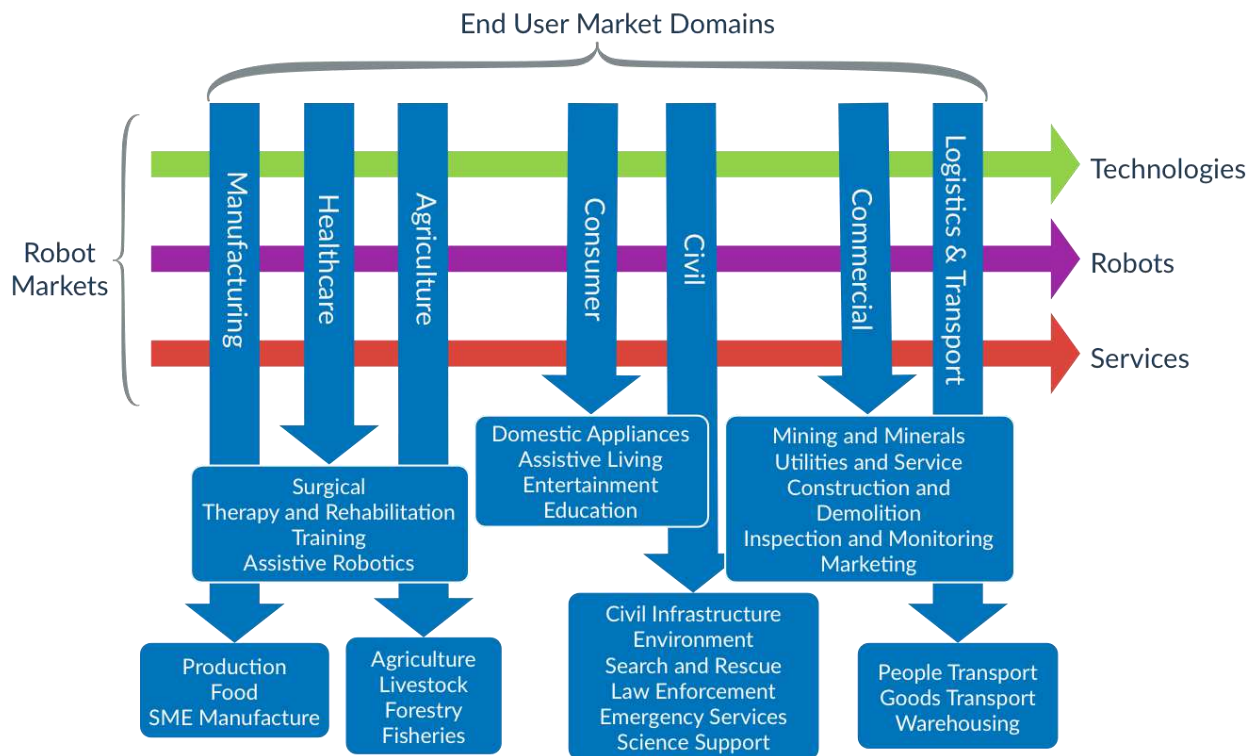 End User Market Domains
Robot
Markets
Manufacturing
Healthcare
Agriculture
Consumer
Civil
Commercial
Logistics & Transport
Technologies
Robots
Services
Surgical
Therapy and Rehabilitation
Training
Assistive Robotics
Domestic Appliances
Assistive Living
Entertainment
Education
Mining and Minerals
Utilities and Service
Construction and
Demolition
Inspection and Monitoring
Marketing
Production
Food
SME Manufacture
Agriculture
Livestock
Forestry
Fisheries
Civil Infrastructure
Environment
Search and Rescue
Law Enforcement
Emergency Services
Science Support
People Transport
Goods Transport
Warehousing